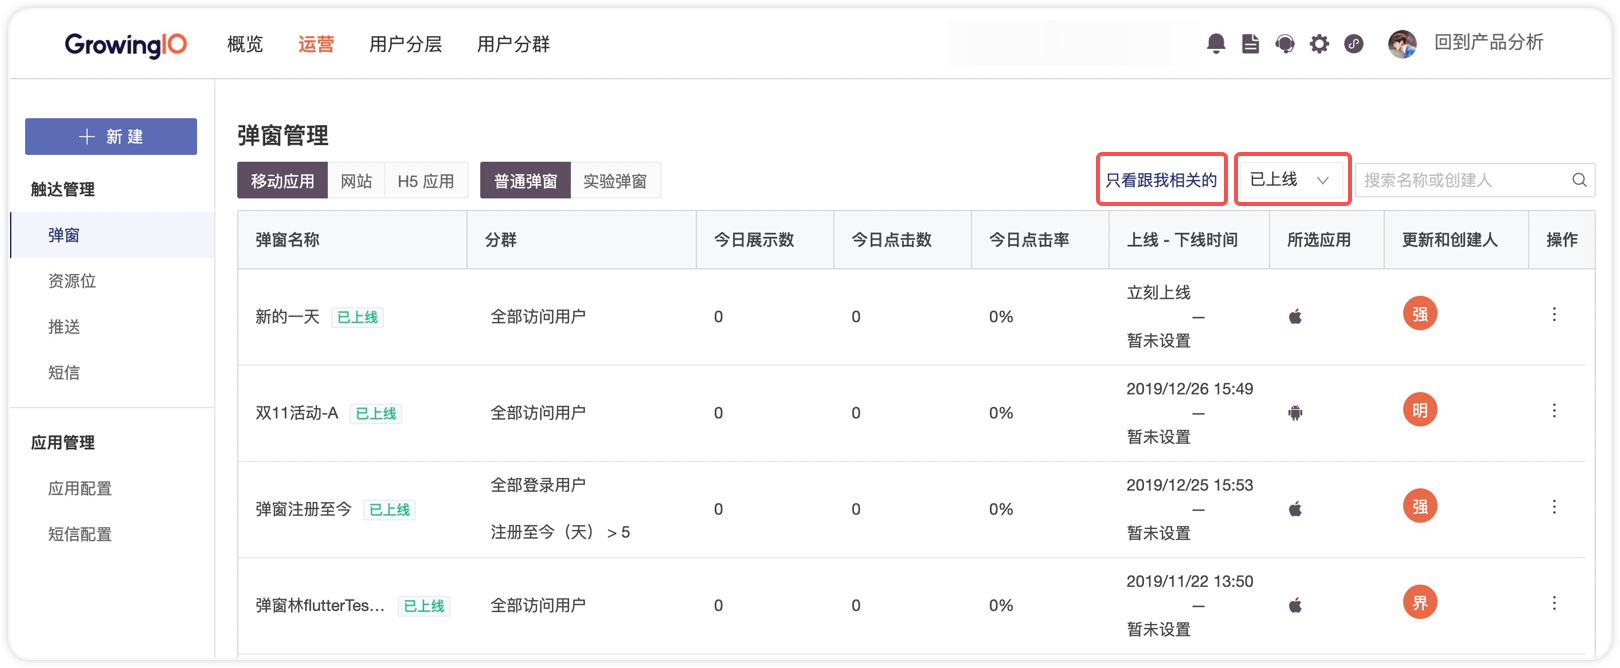 GrowingIO 概览 运营 用户分层 用户分群 回到产品分析
新 建
触达管理
弹窗
资源位
推送
短信
应用管理
应用配置
短信配置
弹窗管理
移动应用 网站 H5 应用 普通弹窗 实验弹窗 只看跟我相关的 已上线 搜索名称或创建人
弹窗名称 分群 今日展示数 今日点击数 今日点击率 上线 - 下线时间 所选应用 更新和创建人 操作
新的一天 已上线 全部访问用户 0 0 0% 立刻上线 — 暂未设置 强
双11活动-A 已上线 全部访问用户 0 0 0% 2019/12/26 15:49 — 暂未设置 明
弹窗注册至今 已上线 全部登录用户 注册至今（天） > 5 0 0 0% 2019/12/25 15:53 — 暂未设置 强
弹窗林flutterTes... 已上线 全部访问用户 0 0 0% 2019/11/22 13:50 — 暂未设置 界